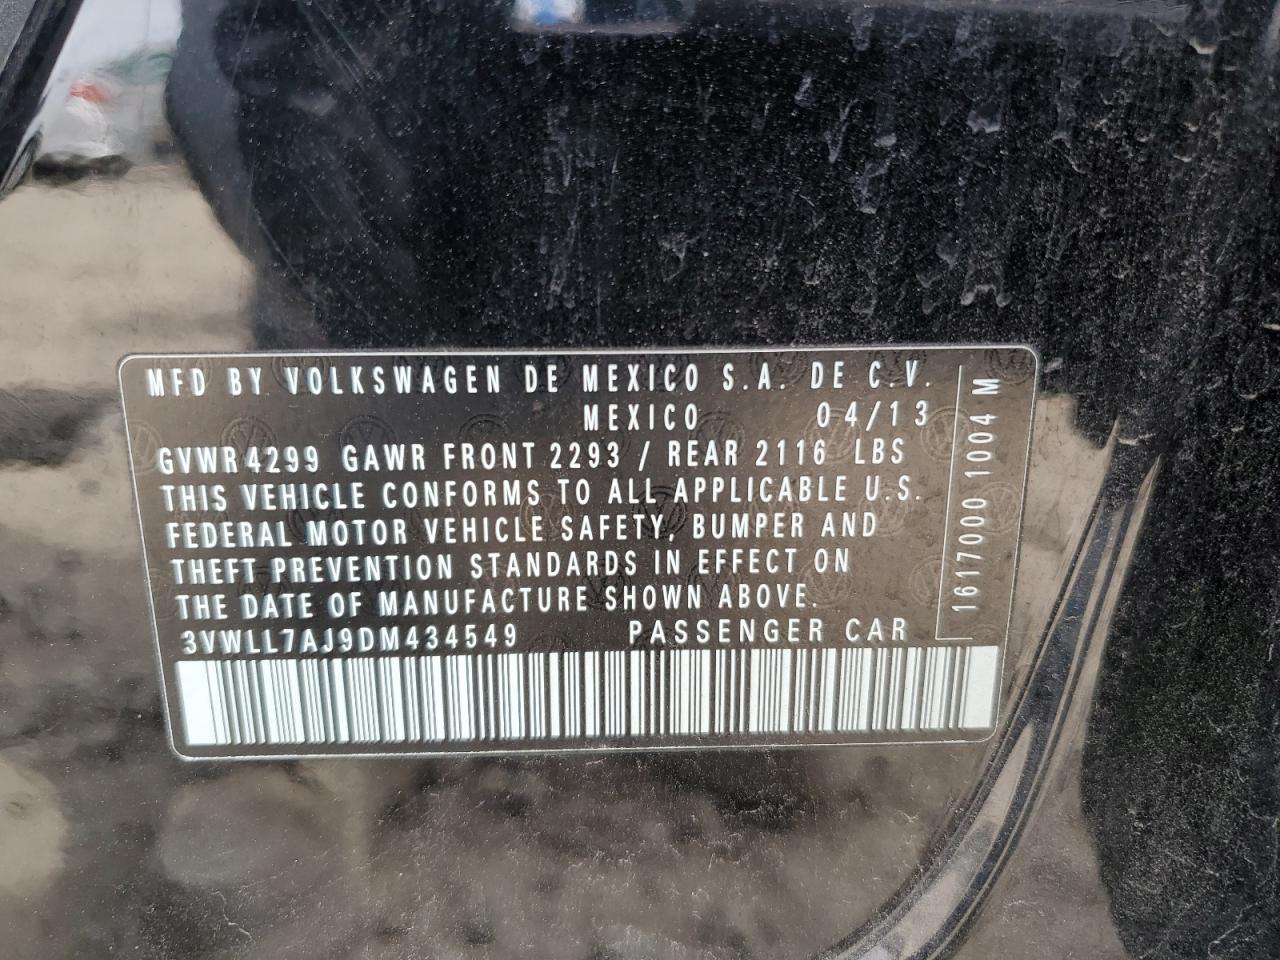 MFD BY VOLKSWAGEN DE MEXICO S.A. DE C.V.
MEXICO 04/13
GVWR 4299 GAWR FRONT 2293 / REAR 2116 LBS
THIS VEHICLE CONFORMS TO ALL APPLICABLE U.S.
FEDERAL MOTOR VEHICLE SAFETY, BUMPER AND
THEFT PREVENTION STANDARDS IN EFFECT ON
THE DATE OF MANUFACTURE SHOWN ABOVE.
3VWLL7AJ9DM434549 PASSENGER CAR
1617000 1004 M